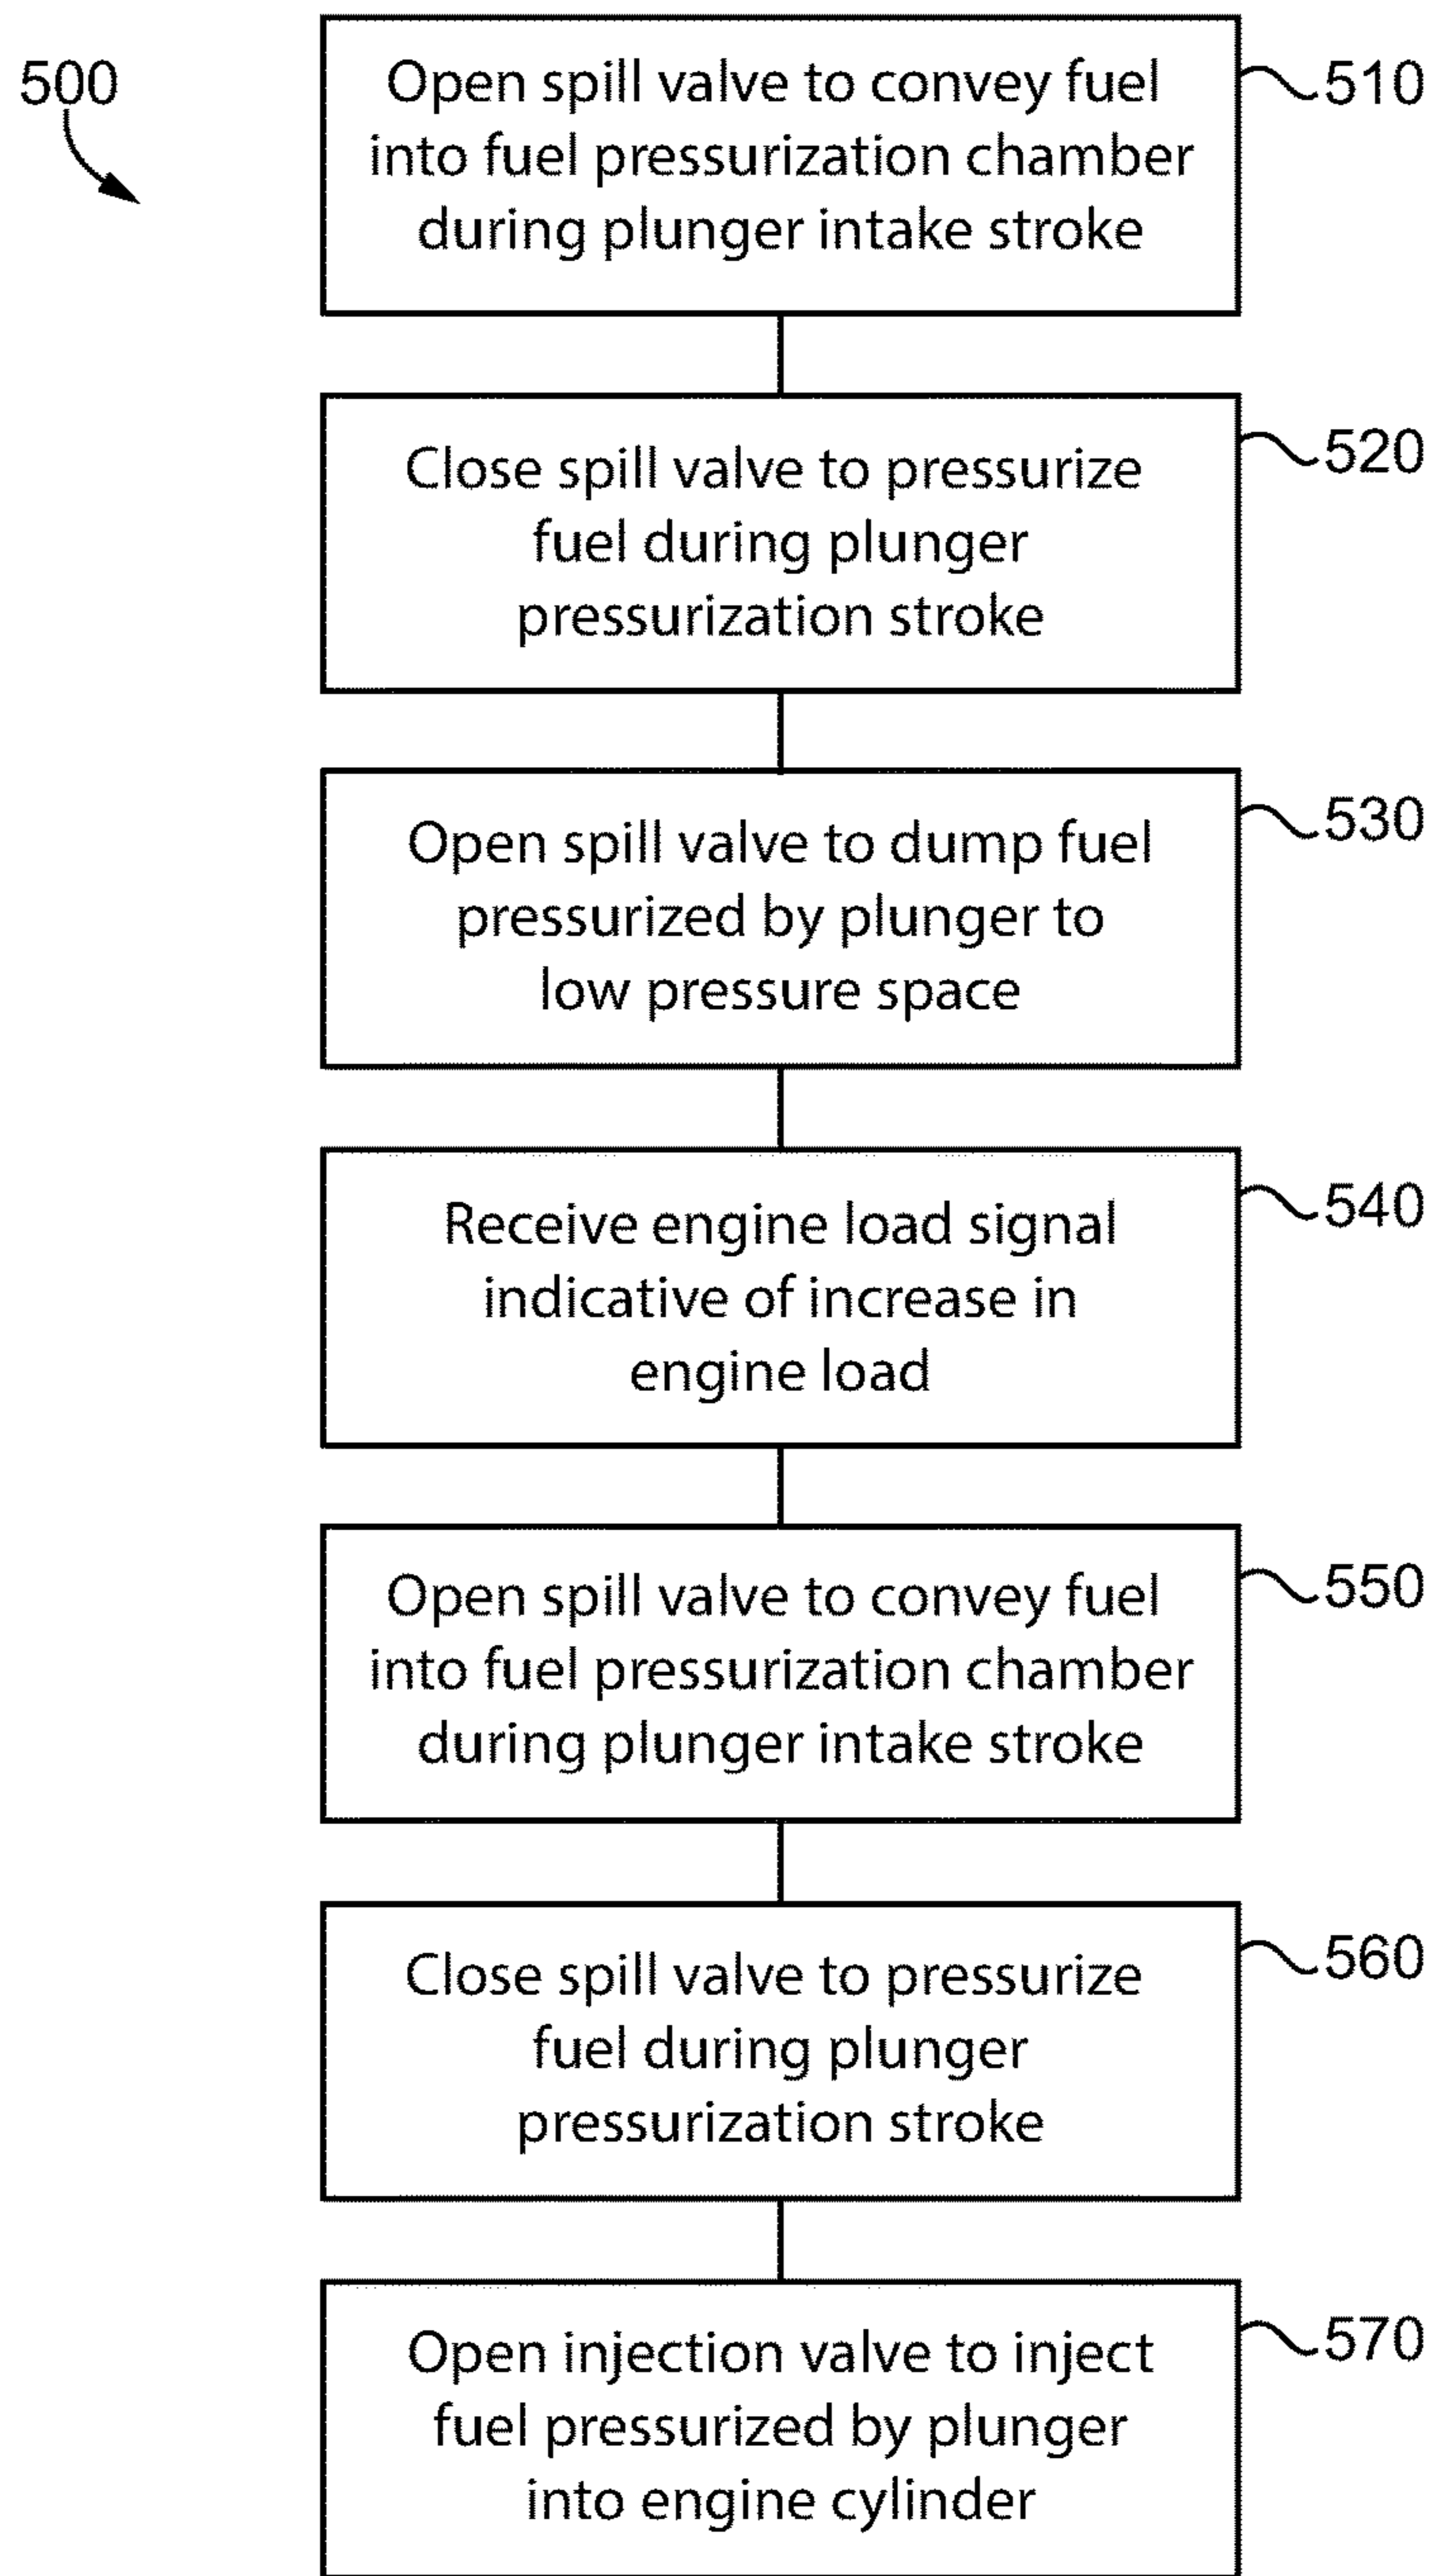 500
Open spill valve to convey fuel
into fuel pressurization chamber
during plunger intake stroke
510
Close spill valve to pressurize
fuel during plunger
pressurization stroke
520
Open spill valve to dump fuel
pressurized by plunger to
low pressure space
530
Receive engine load signal
indicative of increase in
engine load
540
Open spill valve to convey fuel
into fuel pressurization chamber
during plunger intake stroke
550
Close spill valve to pressurize
fuel during plunger
pressurization stroke
560
Open injection valve to inject
fuel pressurized by plunger
into engine cylinder
570